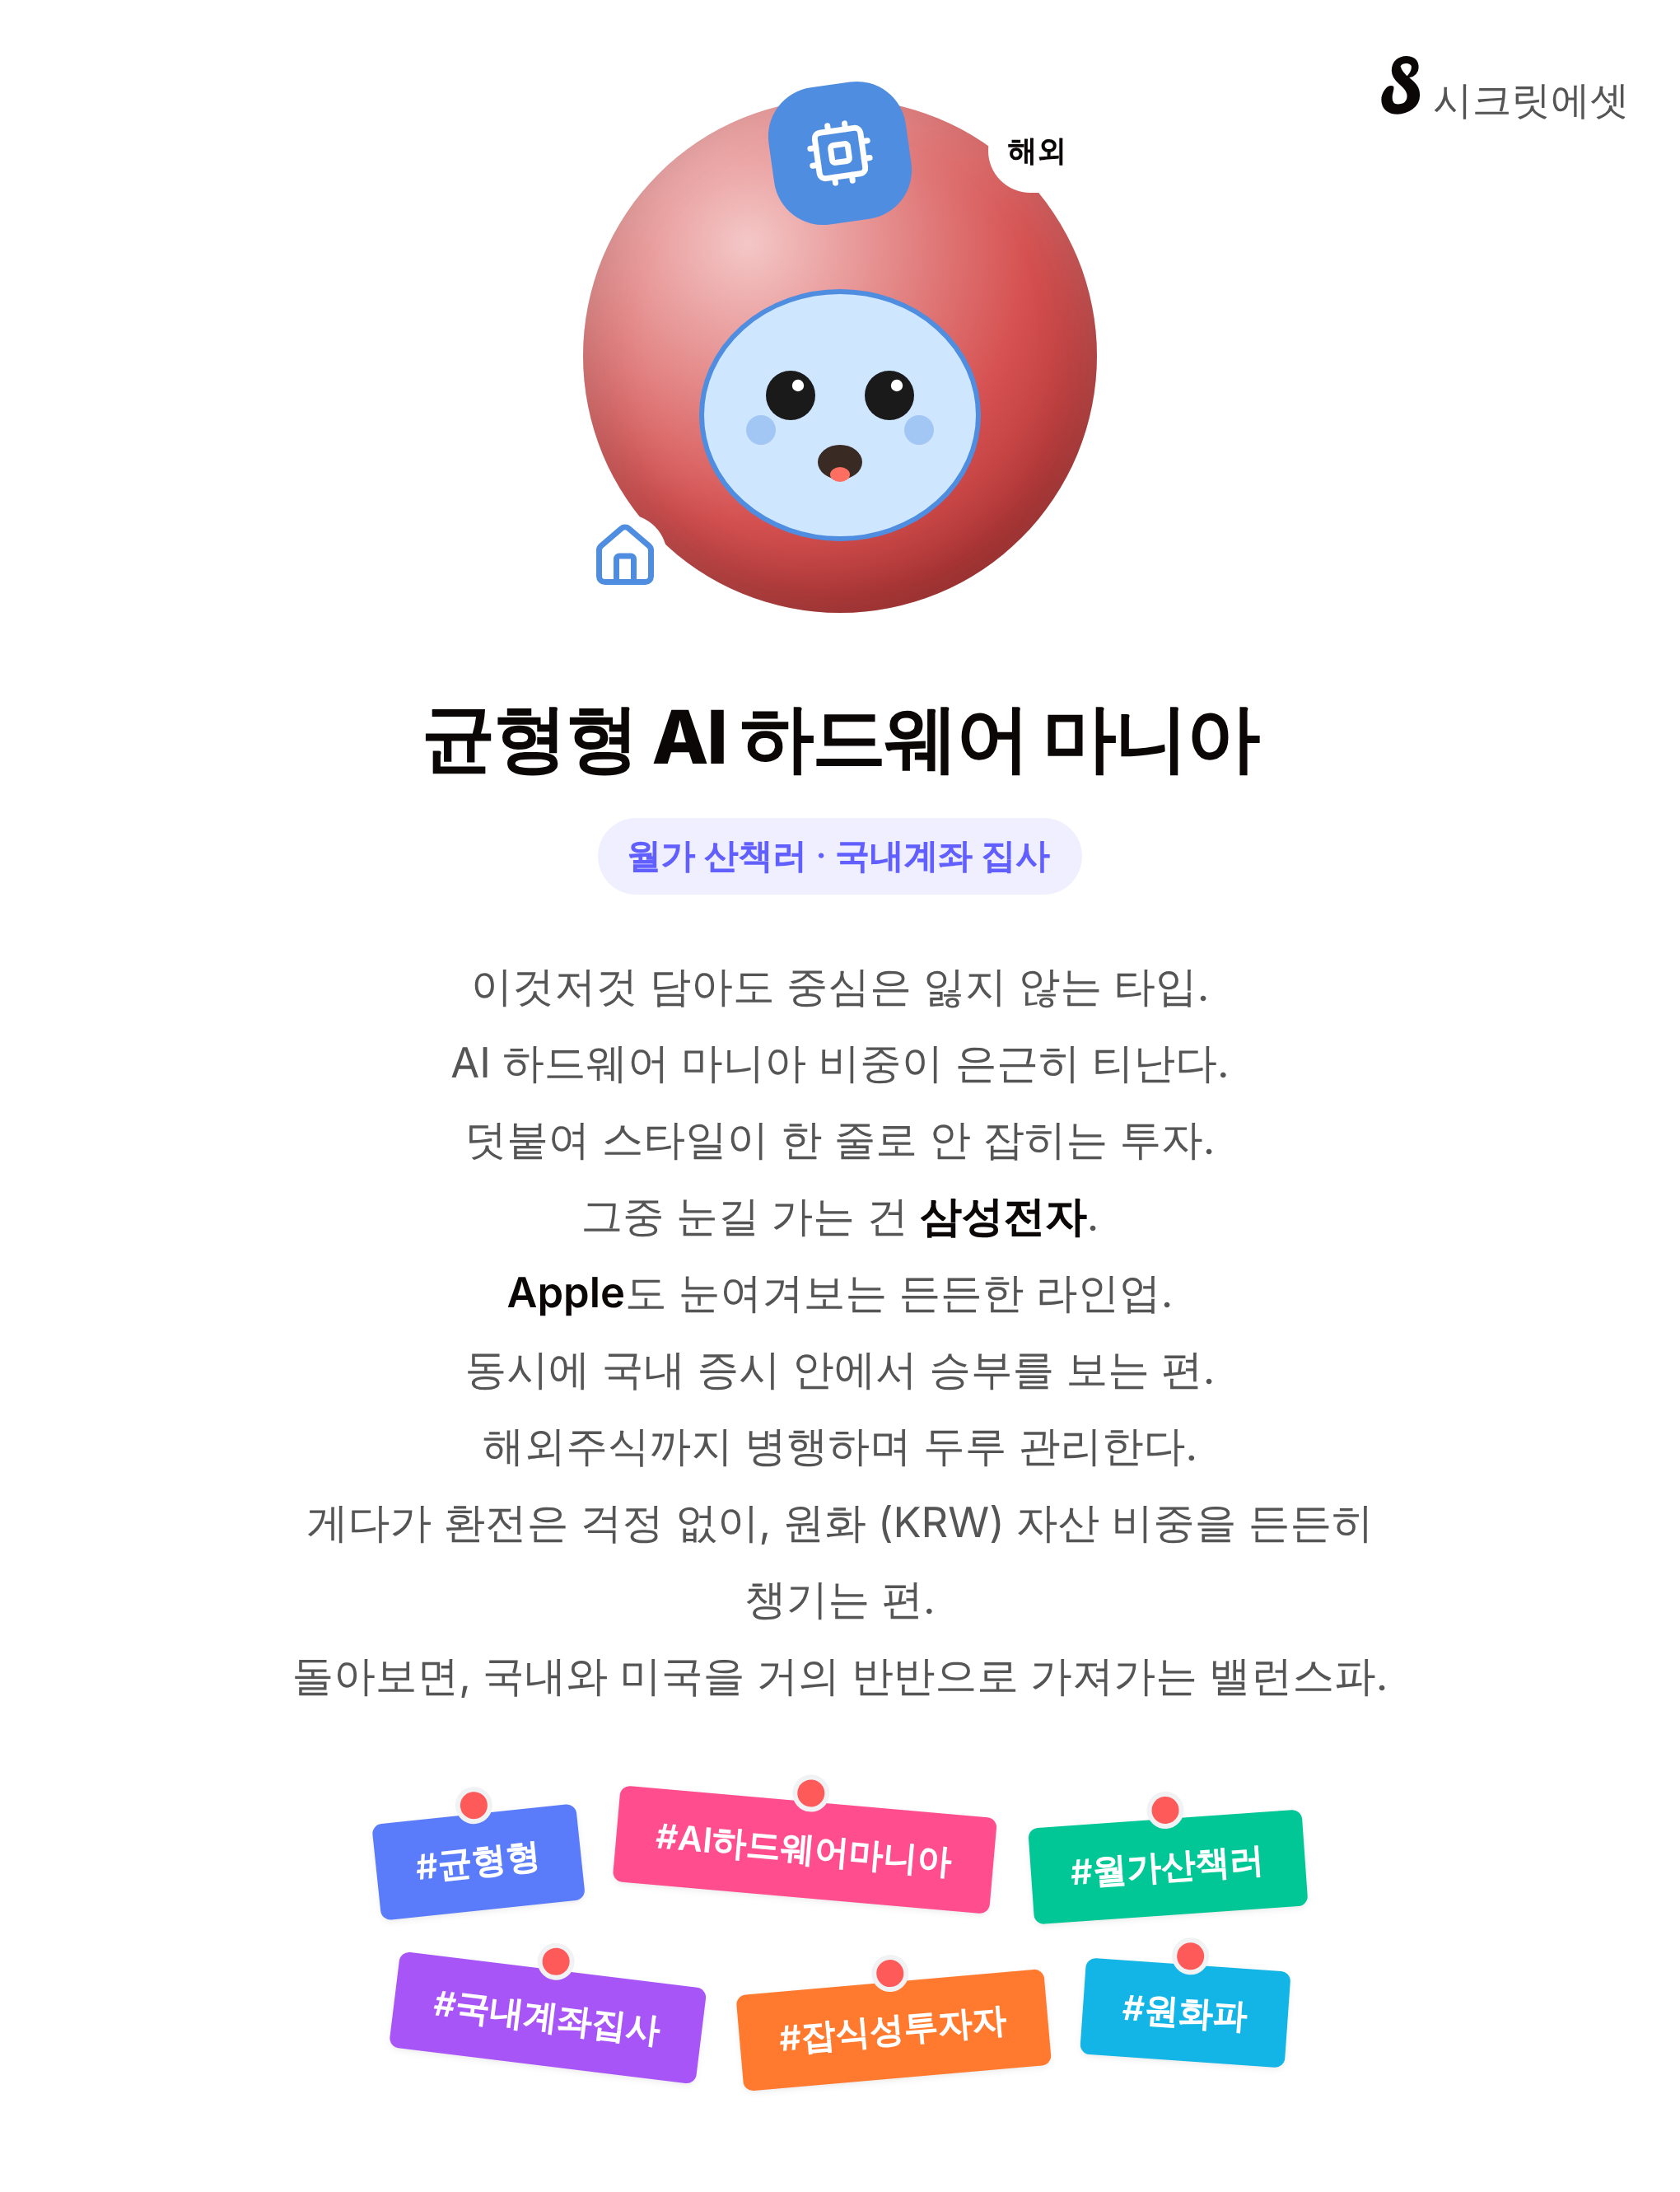 시크릿에셋
해외
균형형 AI 하드웨어 마니아
월가 산책러 · 국내계좌 집사
이것저것 담아도 중심은 잃지 않는 타입.
AI 하드웨어 마니아 비중이 은근히 티난다.
덧붙여 스타일이 한 줄로 안 잡히는 투자.
그중 눈길 가는 건 삼성전자.
Apple도 눈여겨보는 든든한 라인업.
동시에 국내 증시 안에서 승부를 보는 편.
해외주식까지 병행하며 두루 관리한다.
게다가 환전은 걱정 없이, 원화 (KRW) 자산 비중을 든든히
챙기는 편.
돌아보면, 국내와 미국을 거의 반반으로 가져가는 밸런스파.
#균형형
#AI하드웨어마니아
#월가산책러
#국내계좌집사
#잡식성투자자
#원화파